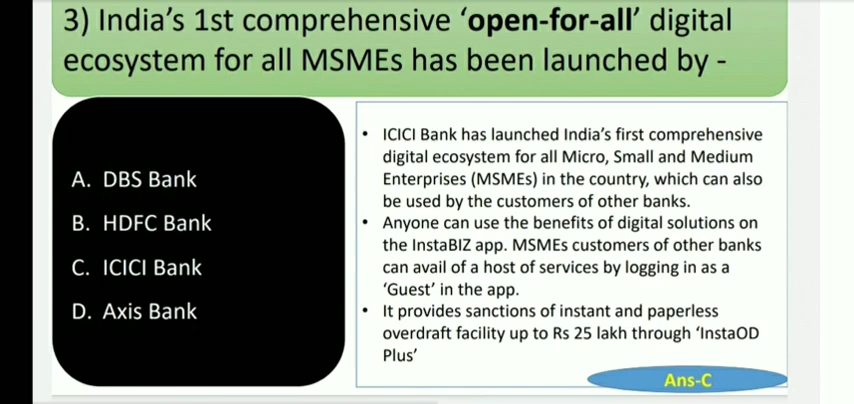 3) India’s 1st comprehensive ‘open-for-all’ digital
ecosystem for all MSMEs has been launched by -
A. DBS Bank
B. HDFC Bank
C. ICICI Bank
D. Axis Bank
• ICICI Bank has launched India’s first comprehensive
digital ecosystem for all Micro, Small and Medium
Enterprises (MSMEs) in the country, which can also
be used by the customers of other banks.
• Anyone can use the benefits of digital solutions on
the InstaBIZ app. MSMEs customers of other banks
can avail of a host of services by logging in as a
‘Guest’ in the app.
• It provides sanctions of instant and paperless
overdraft facility up to Rs 25 lakh through ‘InstaOD
Plus’
Ans-C